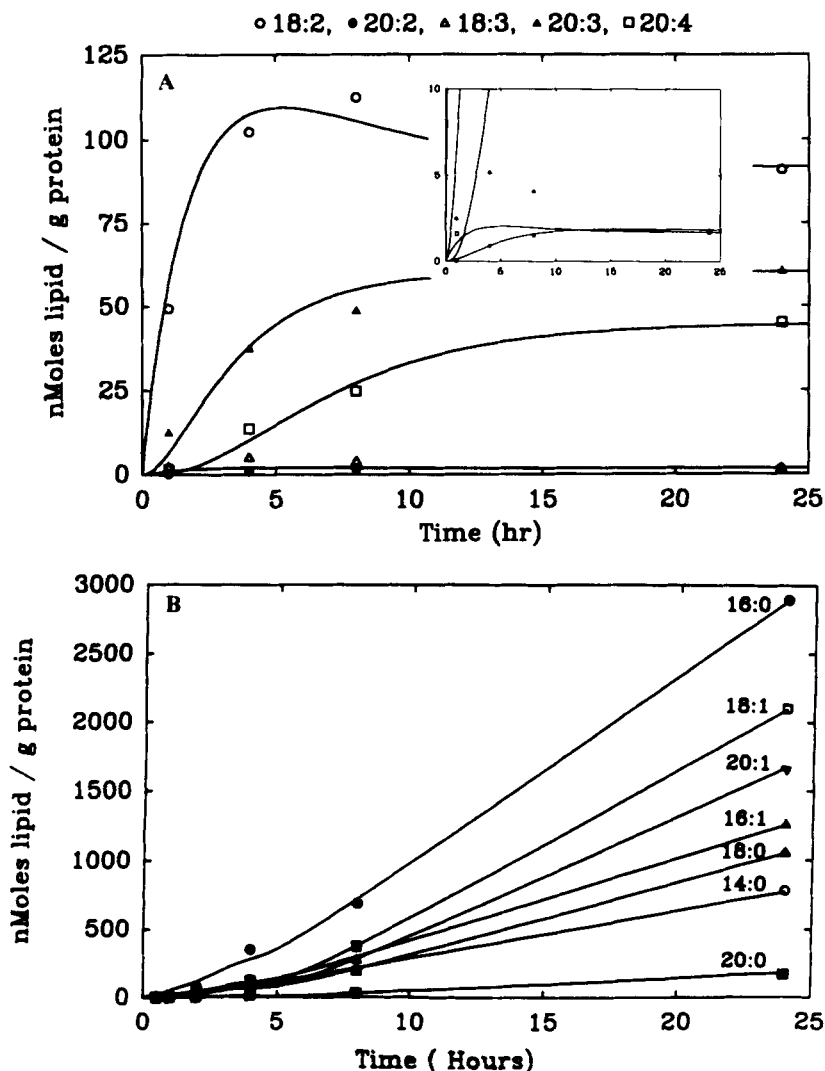 ○ 18:2, ● 20:2, △ 18:3, ▲ 20:3, □ 20:4
A
125
100
75
50
25
0
nMoles lipid / g protein
0 5 10 15 20 25
Time (hr)
10
5
0
0 5 10 15 20 25
B
3000
2500
2000
1500
1000
500
0
nMoles lipid / g protein
16:0
18:1
20:1
16:1
18:0
14:0
20:0
0 5 10 15 20 25
Time ( Hours)